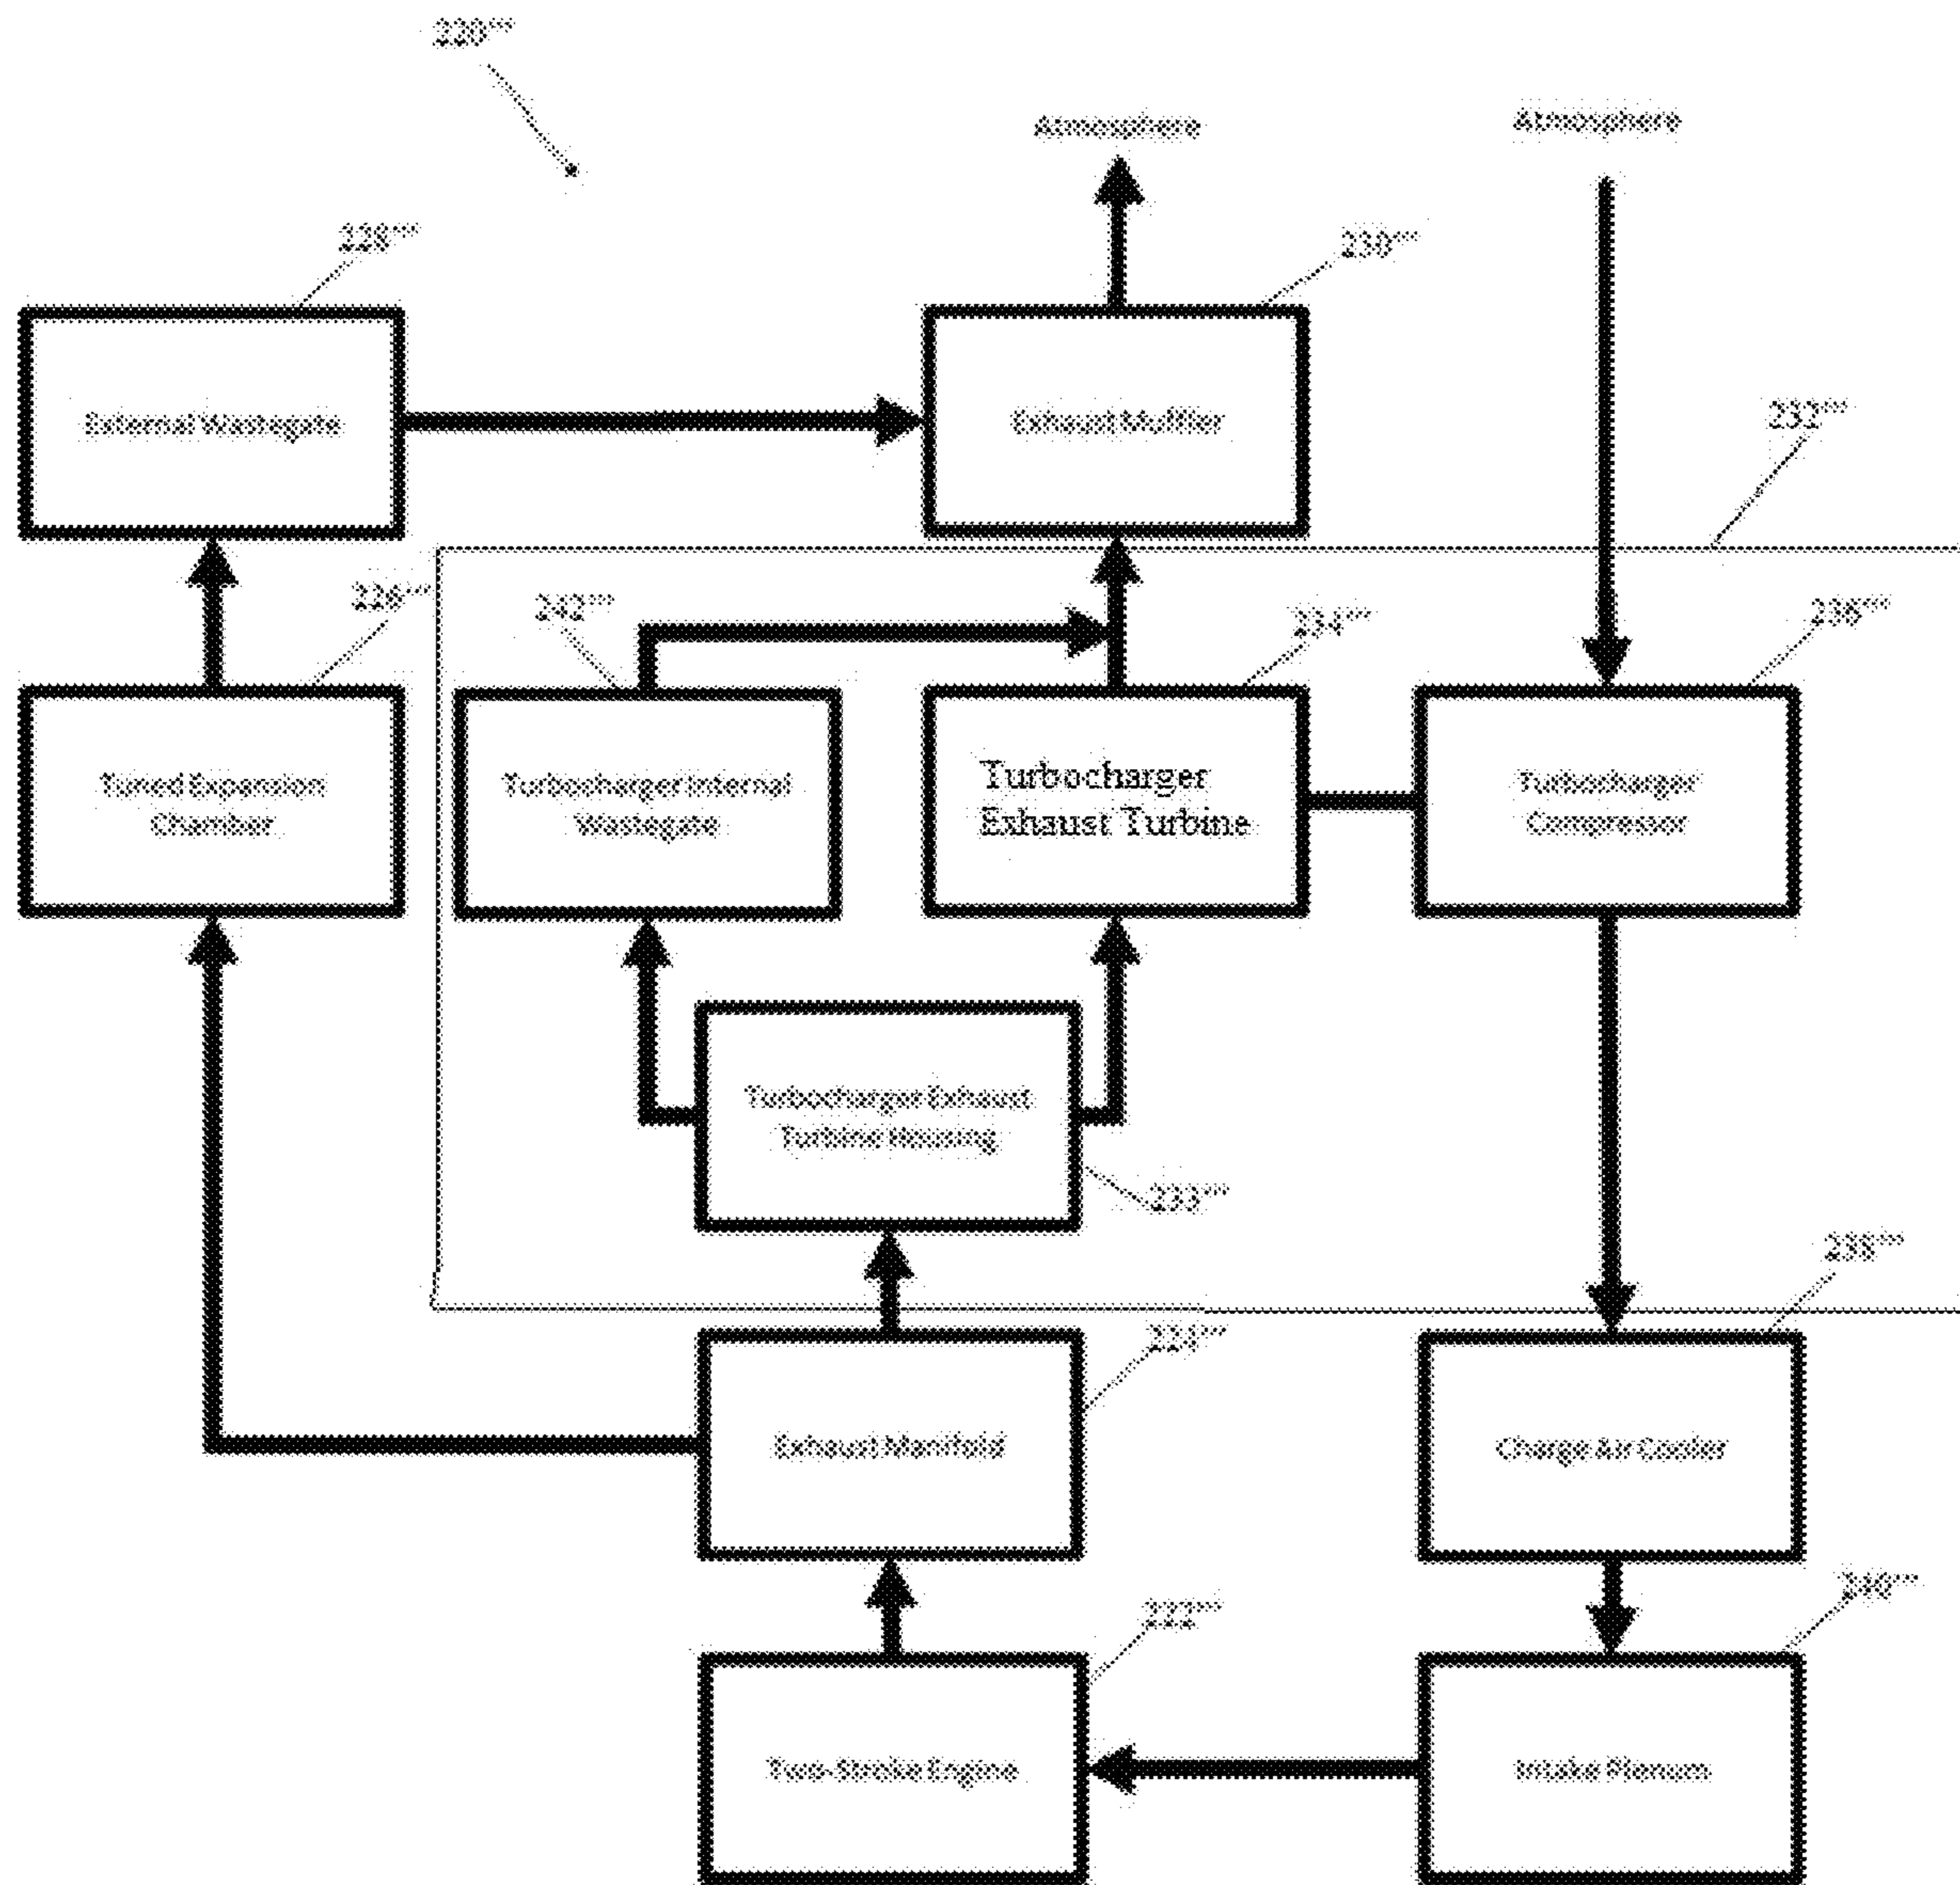 220''''
Atmosphere
Atmosphere
228''''
230''''
External Wastegate
Exhaust Muffler
232''''
226''''
242''''
234''''
236''''
Tuned Expansion
Chamber
Turbocharger Internal
Wastegate
Turbocharger
Exhaust Turbine
Turbocharger
Compressor
Turbocharger Exhaust
Turbine Housing
233''''
238''''
Exhaust Manifold
Charge Air Cooler
240''''
222''''
Two-Stroke Engine
Intake Plenum